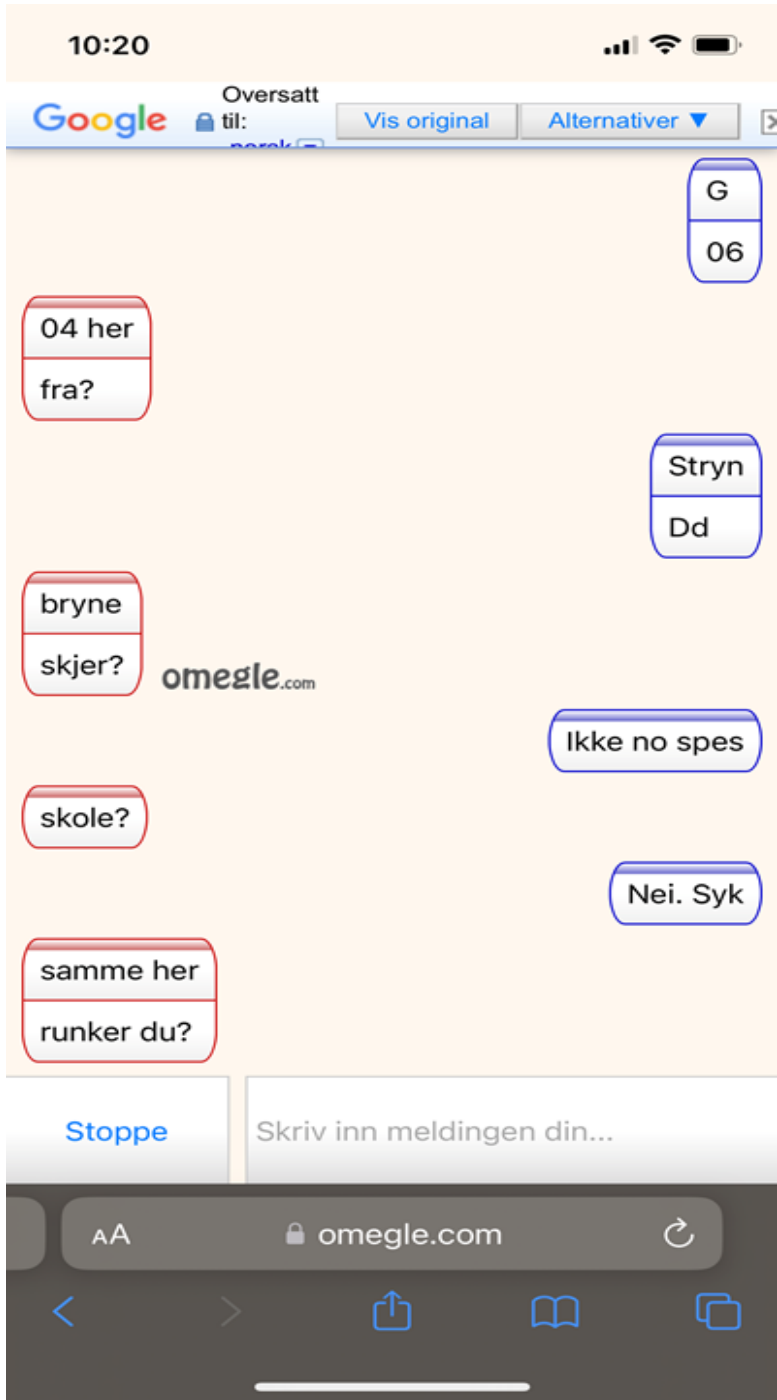 10:20
Google
Oversatt
til:
norsk
Vis original
Alternativer ▼
G
06
04 her
fra?
Stryn
Dd
bryne
skjer?
omegle.com
Ikke no spes
skole?
Nei. Syk
samme her
runker du?
Stoppe
Skriv inn meldingen din...
AA
omegle.com